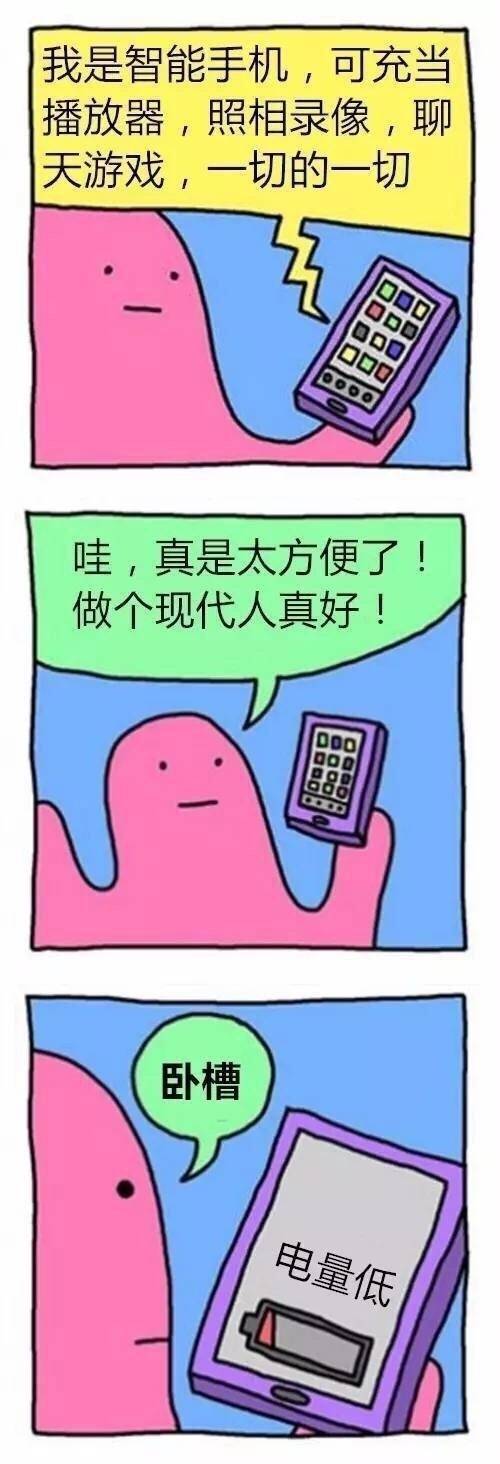 我是智能手机，可充当
播放器，照相录像，聊
天游戏，一切的一切
哇，真是太方便了！
做个现代人真好！
卧槽
电量低